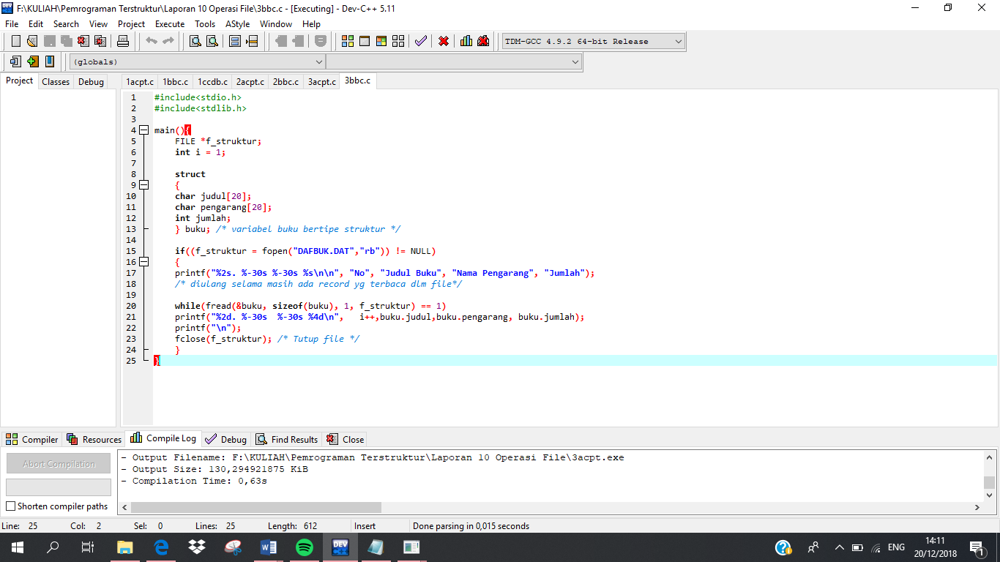 F:\KULIAH\Pemrograman Terstruktur\Laporan 10 Operasi File\3bbc.c - [Executing] - Dev-C++ 5.11
File Edit Search View Project Execute Tools AStyle Window Help
TDM-GCC 4.9.2 64-bit Release
(globals)
Project Classes Debug 1acpt.c 1bbc.c 1ccdb.c 2acpt.c 2bbc.c 3acpt.c 3bbc.c
1 #include<stdio.h>
2 #include<stdlib.h>
3
4 main(){
5 FILE *f_struktur;
6 int i = 1;
7
8 struct
9 {
10 char judul[20];
11 char pengarang[20];
12 int jumlah;
13 } buku; /* variabel buku bertipe struktur */
14
15 if((f_struktur = fopen("DAFBUK.DAT","rb")) != NULL)
16 {
17 printf("%2s. %-30s %-30s %s\n\n", "No", "Judul Buku", "Nama Pengarang", "Jumlah");
18 /* diulang selama masih ada record yg terbaca dlm file*/
19
20 while(fread(&buku, sizeof(buku), 1, f_struktur) == 1)
21 printf("%2d. %-30s  %-30s %4d\n",   i++,buku.judul,buku.pengarang, buku.jumlah);
22 printf("\n");
23 fclose(f_struktur); /* Tutup file */
24 }
25 }
Compiler Resources Compile Log Debug Find Results Close
Abort Compilation
Shorten compiler paths
- Output Filename: F:\KULIAH\Pemrograman Terstruktur\Laporan 10 Operasi File\3acpt.exe
- Output Size: 130,294921875 KiB
- Compilation Time: 0,63s
Line: 25 Col: 2 Sel: 0 Lines: 25 Length: 612 Insert Done parsing in 0,015 seconds
DEV
ENG
14:11
20/12/2018
1